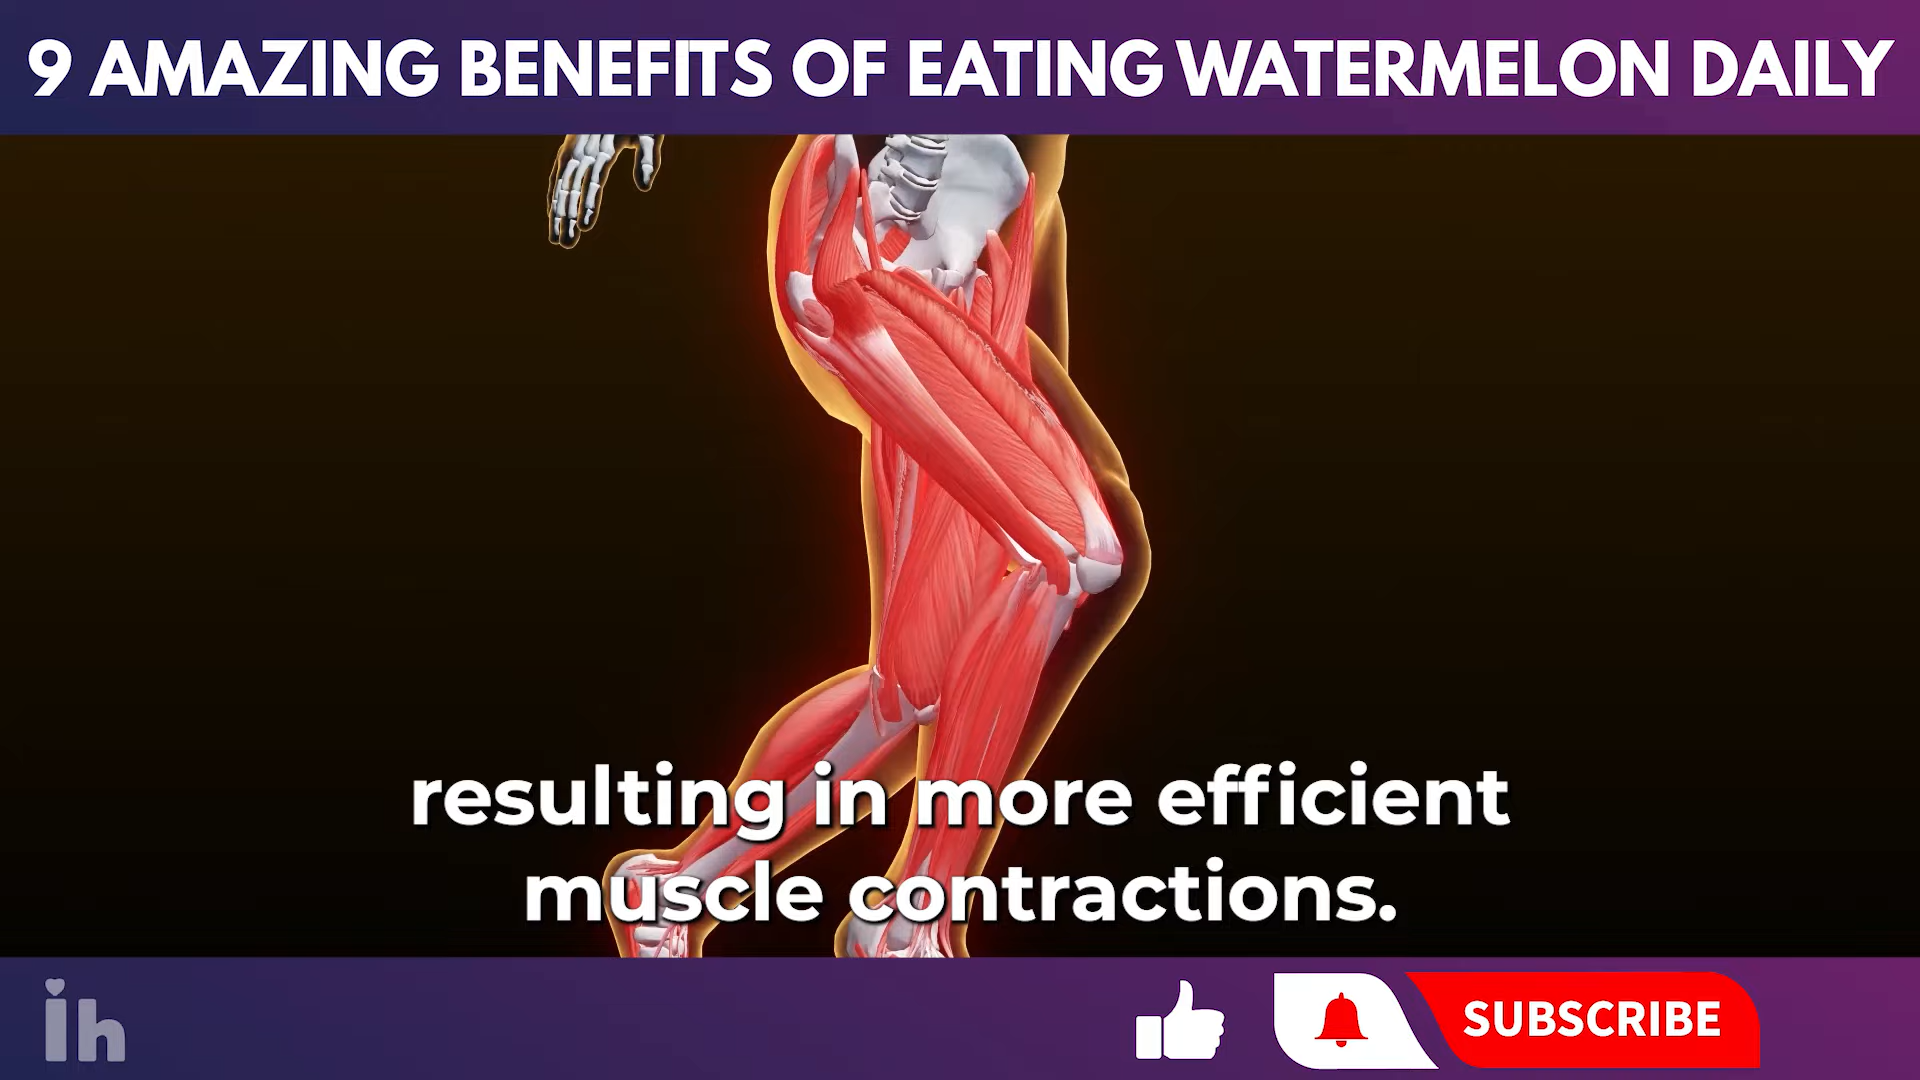 9 AMAZING BENEFITS OF EATING WATERMELON DAILY
resulting in more efficient
muscle contractions.
ih
SUBSCRIBE